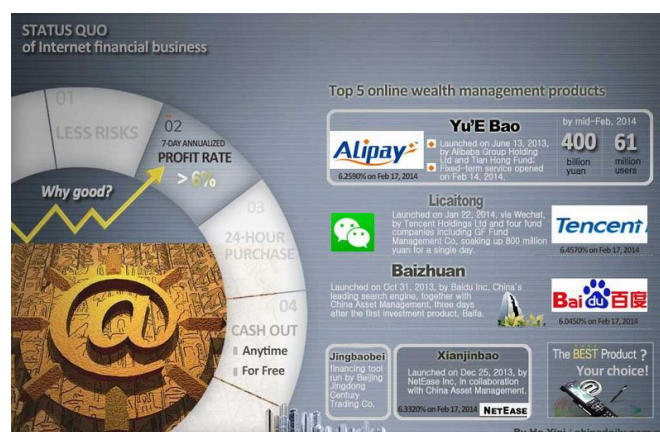 STATUS QUO
of Internet financial business
01
LESS RISKS
02
7-DAY ANNUALIZED
PROFIT RATE
> 6%
Why good?
03
24-HOUR
PURCHASE
04
CASH OUT
Anytime
For Free
@
Top 5 online wealth management products
Alipay
6.2590% on Feb 17, 2014
Yu'E Bao
Launched on June 13, 2013,
by Alibaba Group Holding
Ltd and Tian Hong Fund.
Fixed-term service opened
on Feb 14, 2014.
by mid-Feb, 2014
400
billion
yuan
61
million
users
Licaitong
Launched on Jan 22, 2014, via Wechat,
by Tencent Holdings Ltd and four fund
companies including GF Fund
Management Co, soaking up 800 million
yuan for a single day.
Tencent
6.4570% on Feb 17, 2014
Baizhuan
Launched on Oct 31, 2013, by Baidu Inc, China's
leading search engine, together with
China Asset Management, three days
after the first investment product, Baifa.
Bai du 百度
6.0450% on Feb 17, 2014
Jingbaobei
financing tool
run by Beijing
Jingdong
Century
Trading Co.
Xianjinbao
Launched on Dec 25, 2013, by
NetEase Inc, in collaboration
with China Asset Management.
6.3320% on Feb 17, 2014
NETEASE
The BEST Product ?
Your choice!